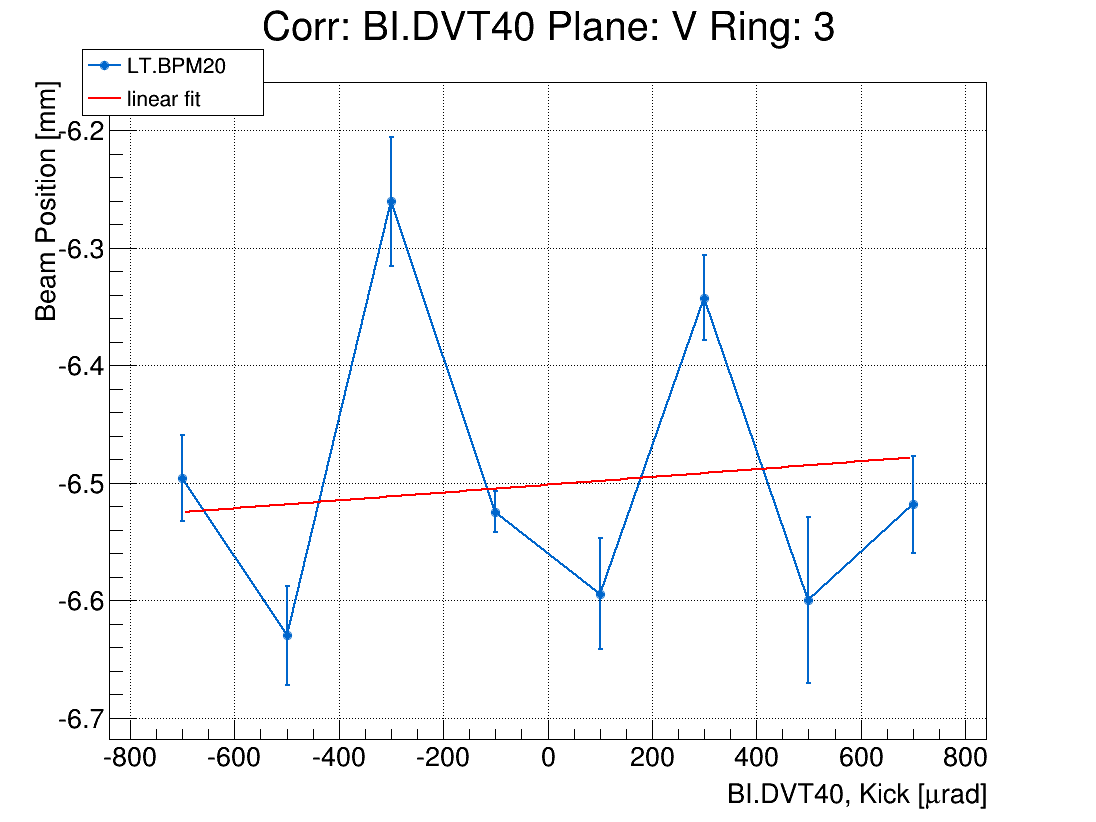 Corr: BI.DVT40 Plane: V Ring: 3
LT.BPM20
linear fit
Beam Position [mm]
-6.2
-6.3
-6.4
-6.5
-6.6
-6.7
-800 -600 -400 -200 0 200 400 600 800
BI.DVT40, Kick [μrad]